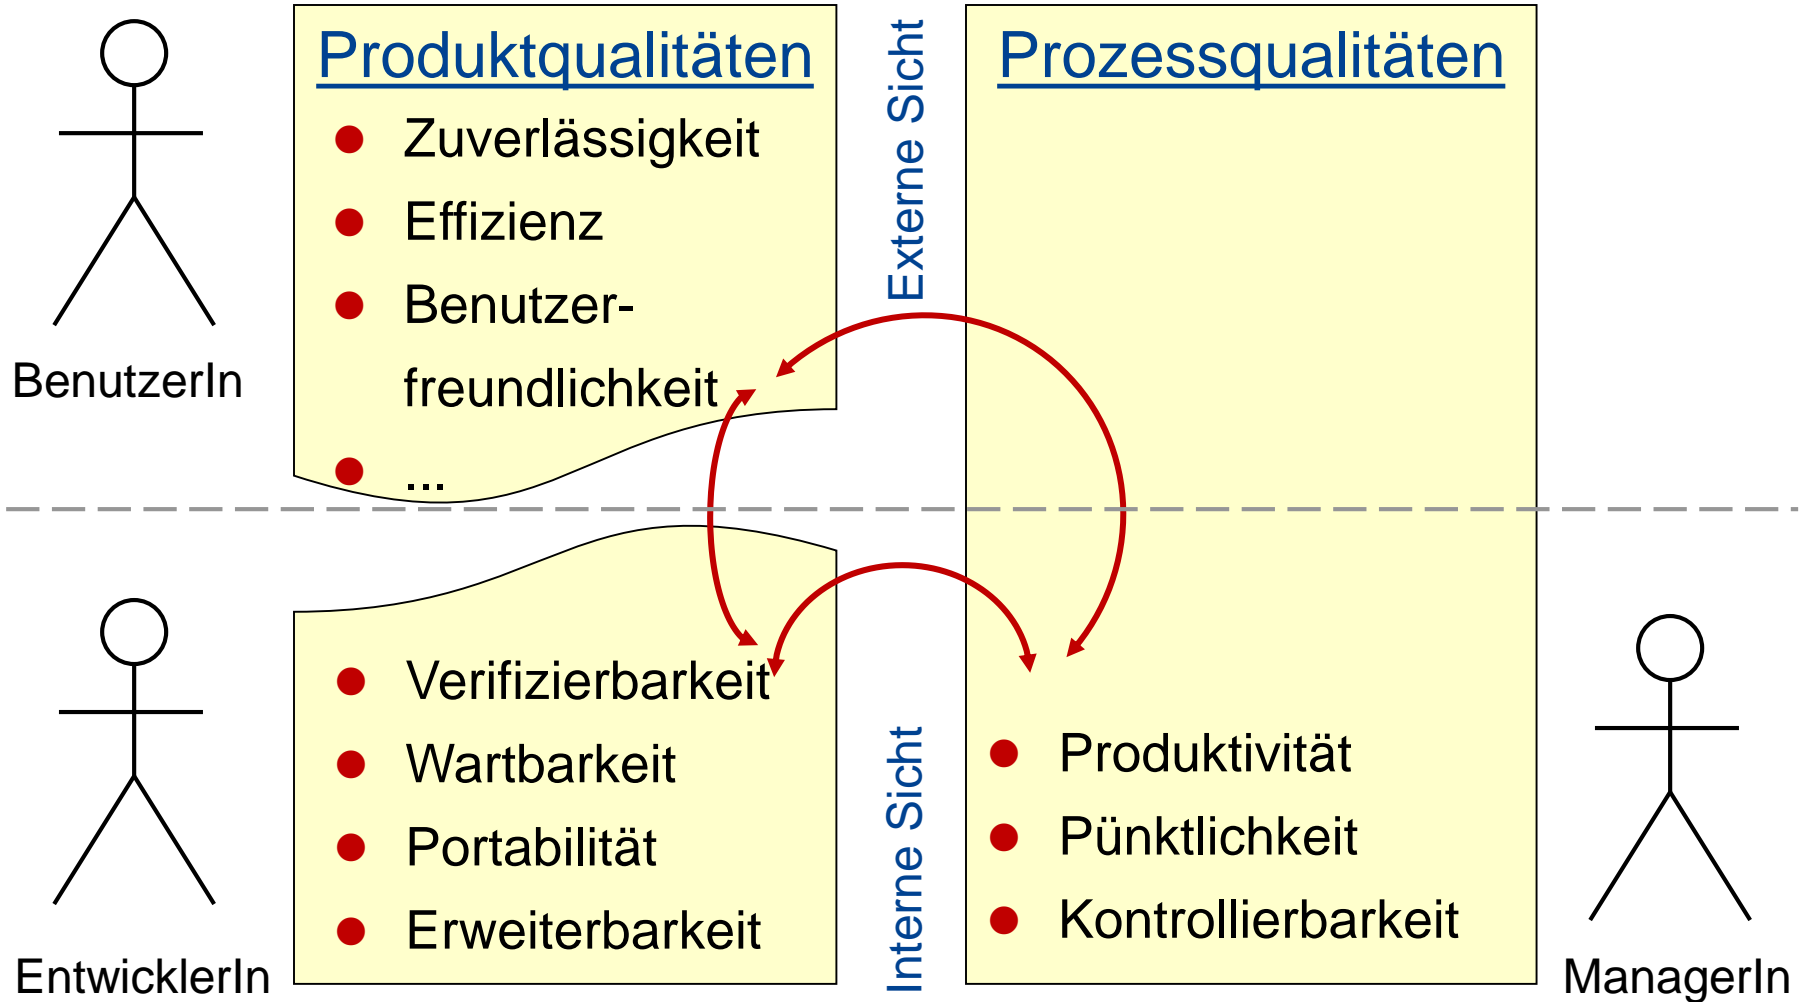 Produktqualitäten
Zuverlässigkeit
Effizienz
Benutzer-
freundlichkeit
...
BenutzerIn
Externe Sicht
Prozessqualitäten
Verifizierbarkeit
Wartbarkeit
Portabilität
Erweiterbarkeit
EntwicklerIn
Interne Sicht
Produktivität
Pünktlichkeit
Kontrollierbarkeit
ManagerIn